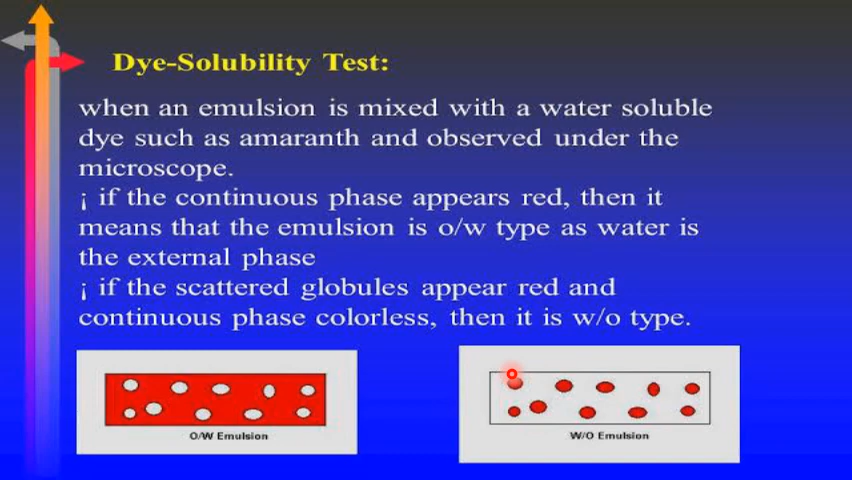 Dye-Solubility Test:
when an emulsion is mixed with a water soluble
dye such as amaranth and observed under the
microscope.
¡ if the continuous phase appears red, then it
means that the emulsion is o/w type as water is
the external phase
¡ if the scattered globules appear red and
continuous phase colorless, then it is w/o type.
O/W Emulsion
W/O Emulsion